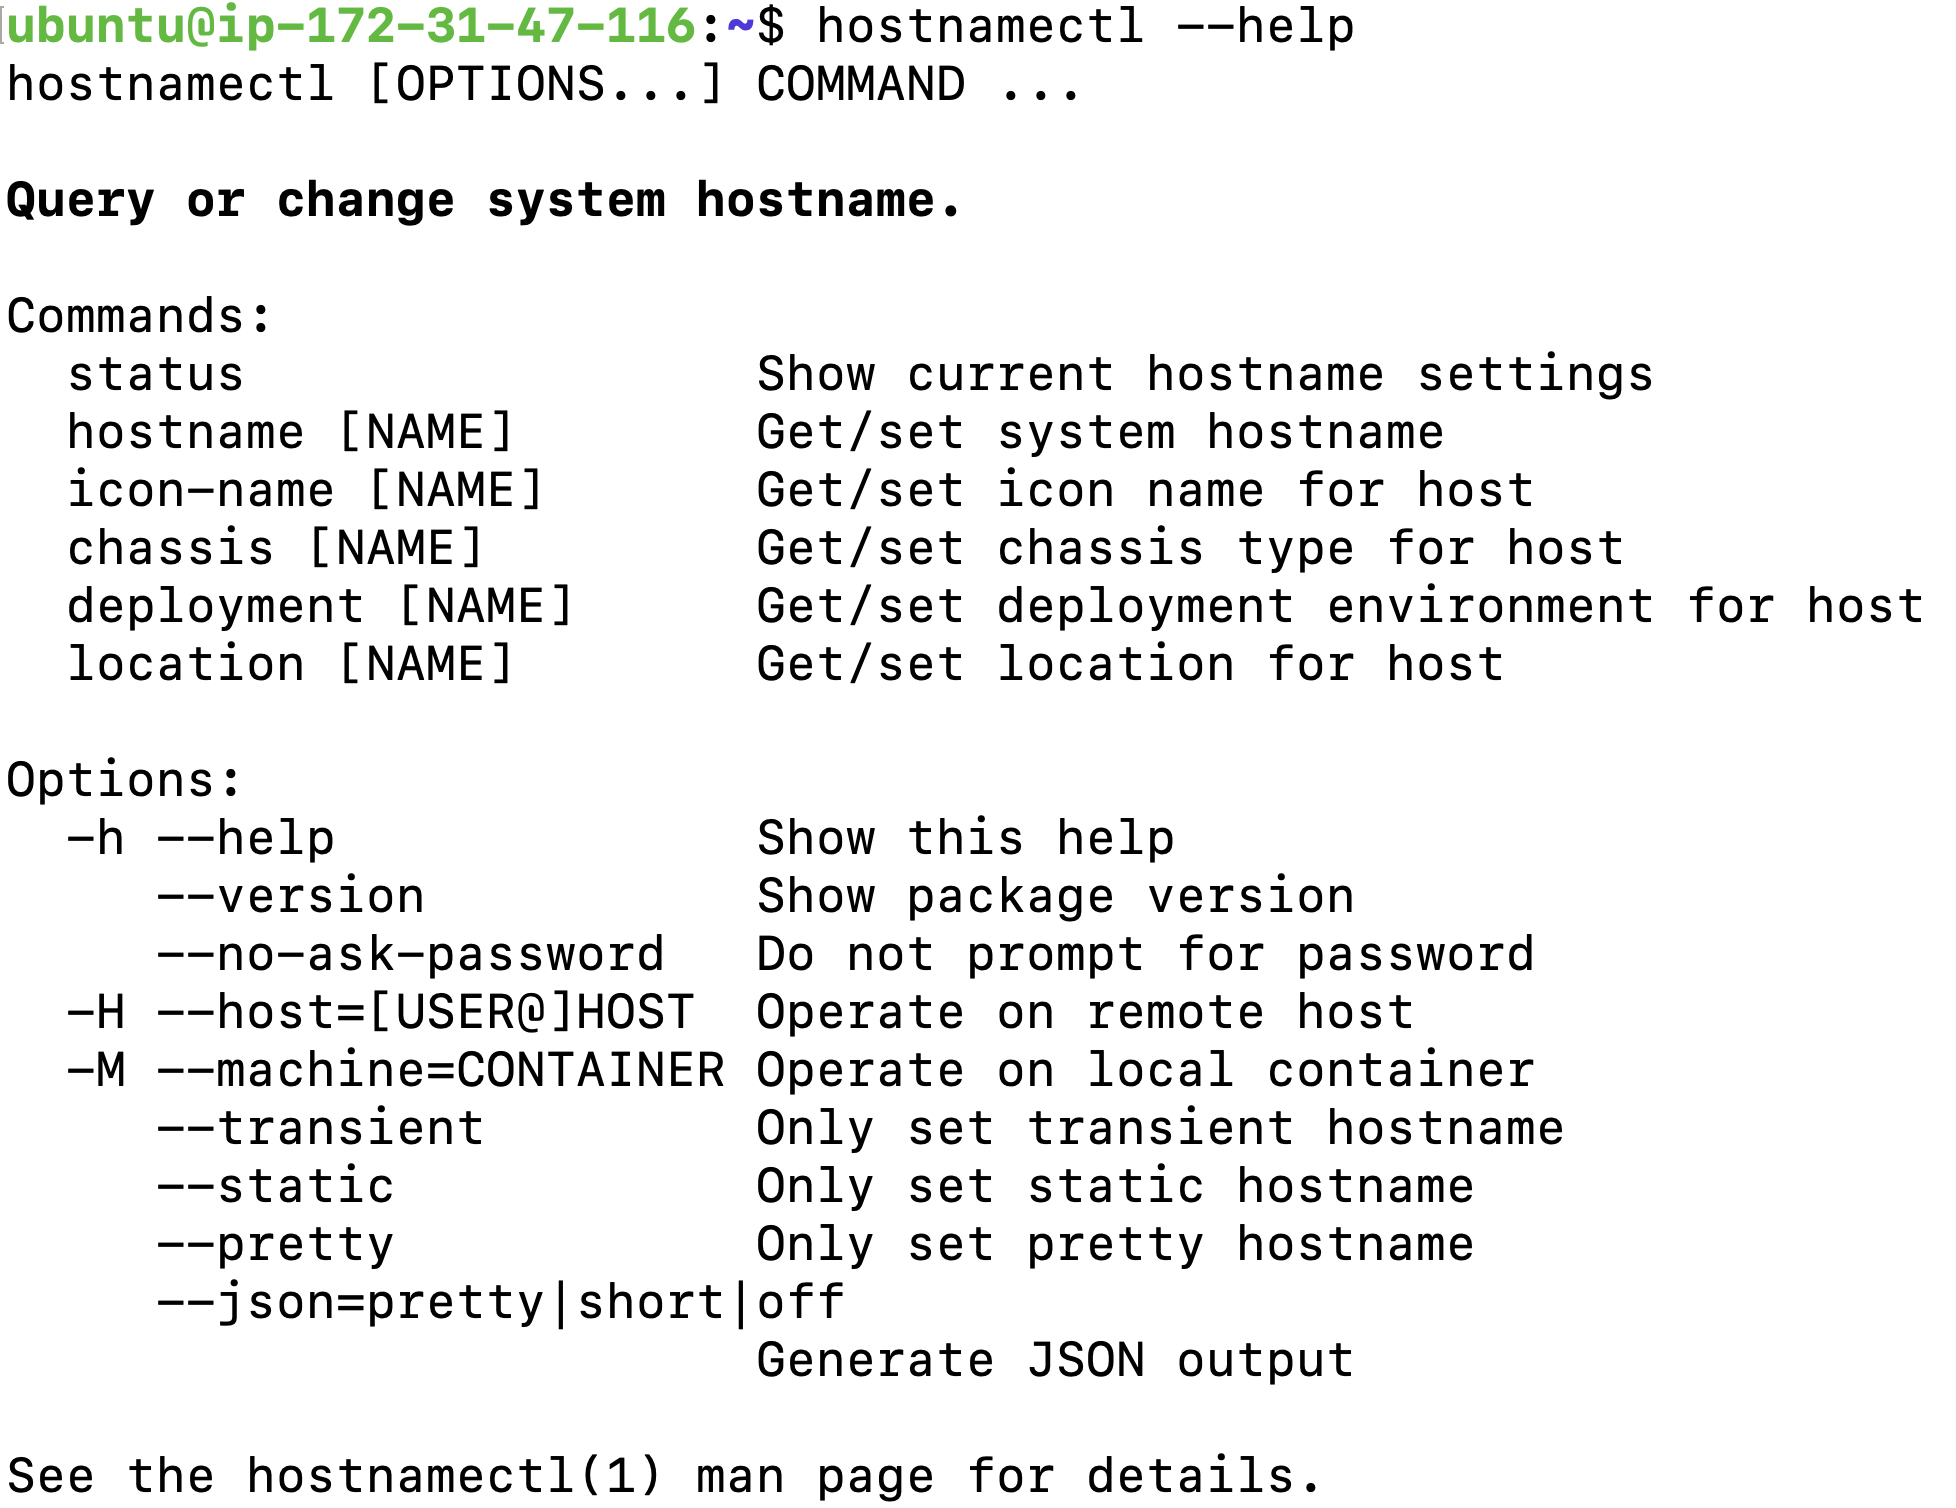 ubuntu@ip-172-31-47-116:~$ hostnamectl --help
hostnamectl [OPTIONS...] COMMAND ...

Query or change system hostname.

Commands:
  status                 Show current hostname settings
  hostname [NAME]        Get/set system hostname
  icon-name [NAME]       Get/set icon name for host
  chassis [NAME]         Get/set chassis type for host
  deployment [NAME]      Get/set deployment environment for host
  location [NAME]        Get/set location for host

Options:
  -h --help              Show this help
     --version           Show package version
     --no-ask-password   Do not prompt for password
  -H --host=[USER@]HOST  Operate on remote host
  -M --machine=CONTAINER Operate on local container
     --transient         Only set transient hostname
     --static            Only set static hostname
     --pretty            Only set pretty hostname
     --json=pretty|short|off
                         Generate JSON output

See the hostnamectl(1) man page for details.